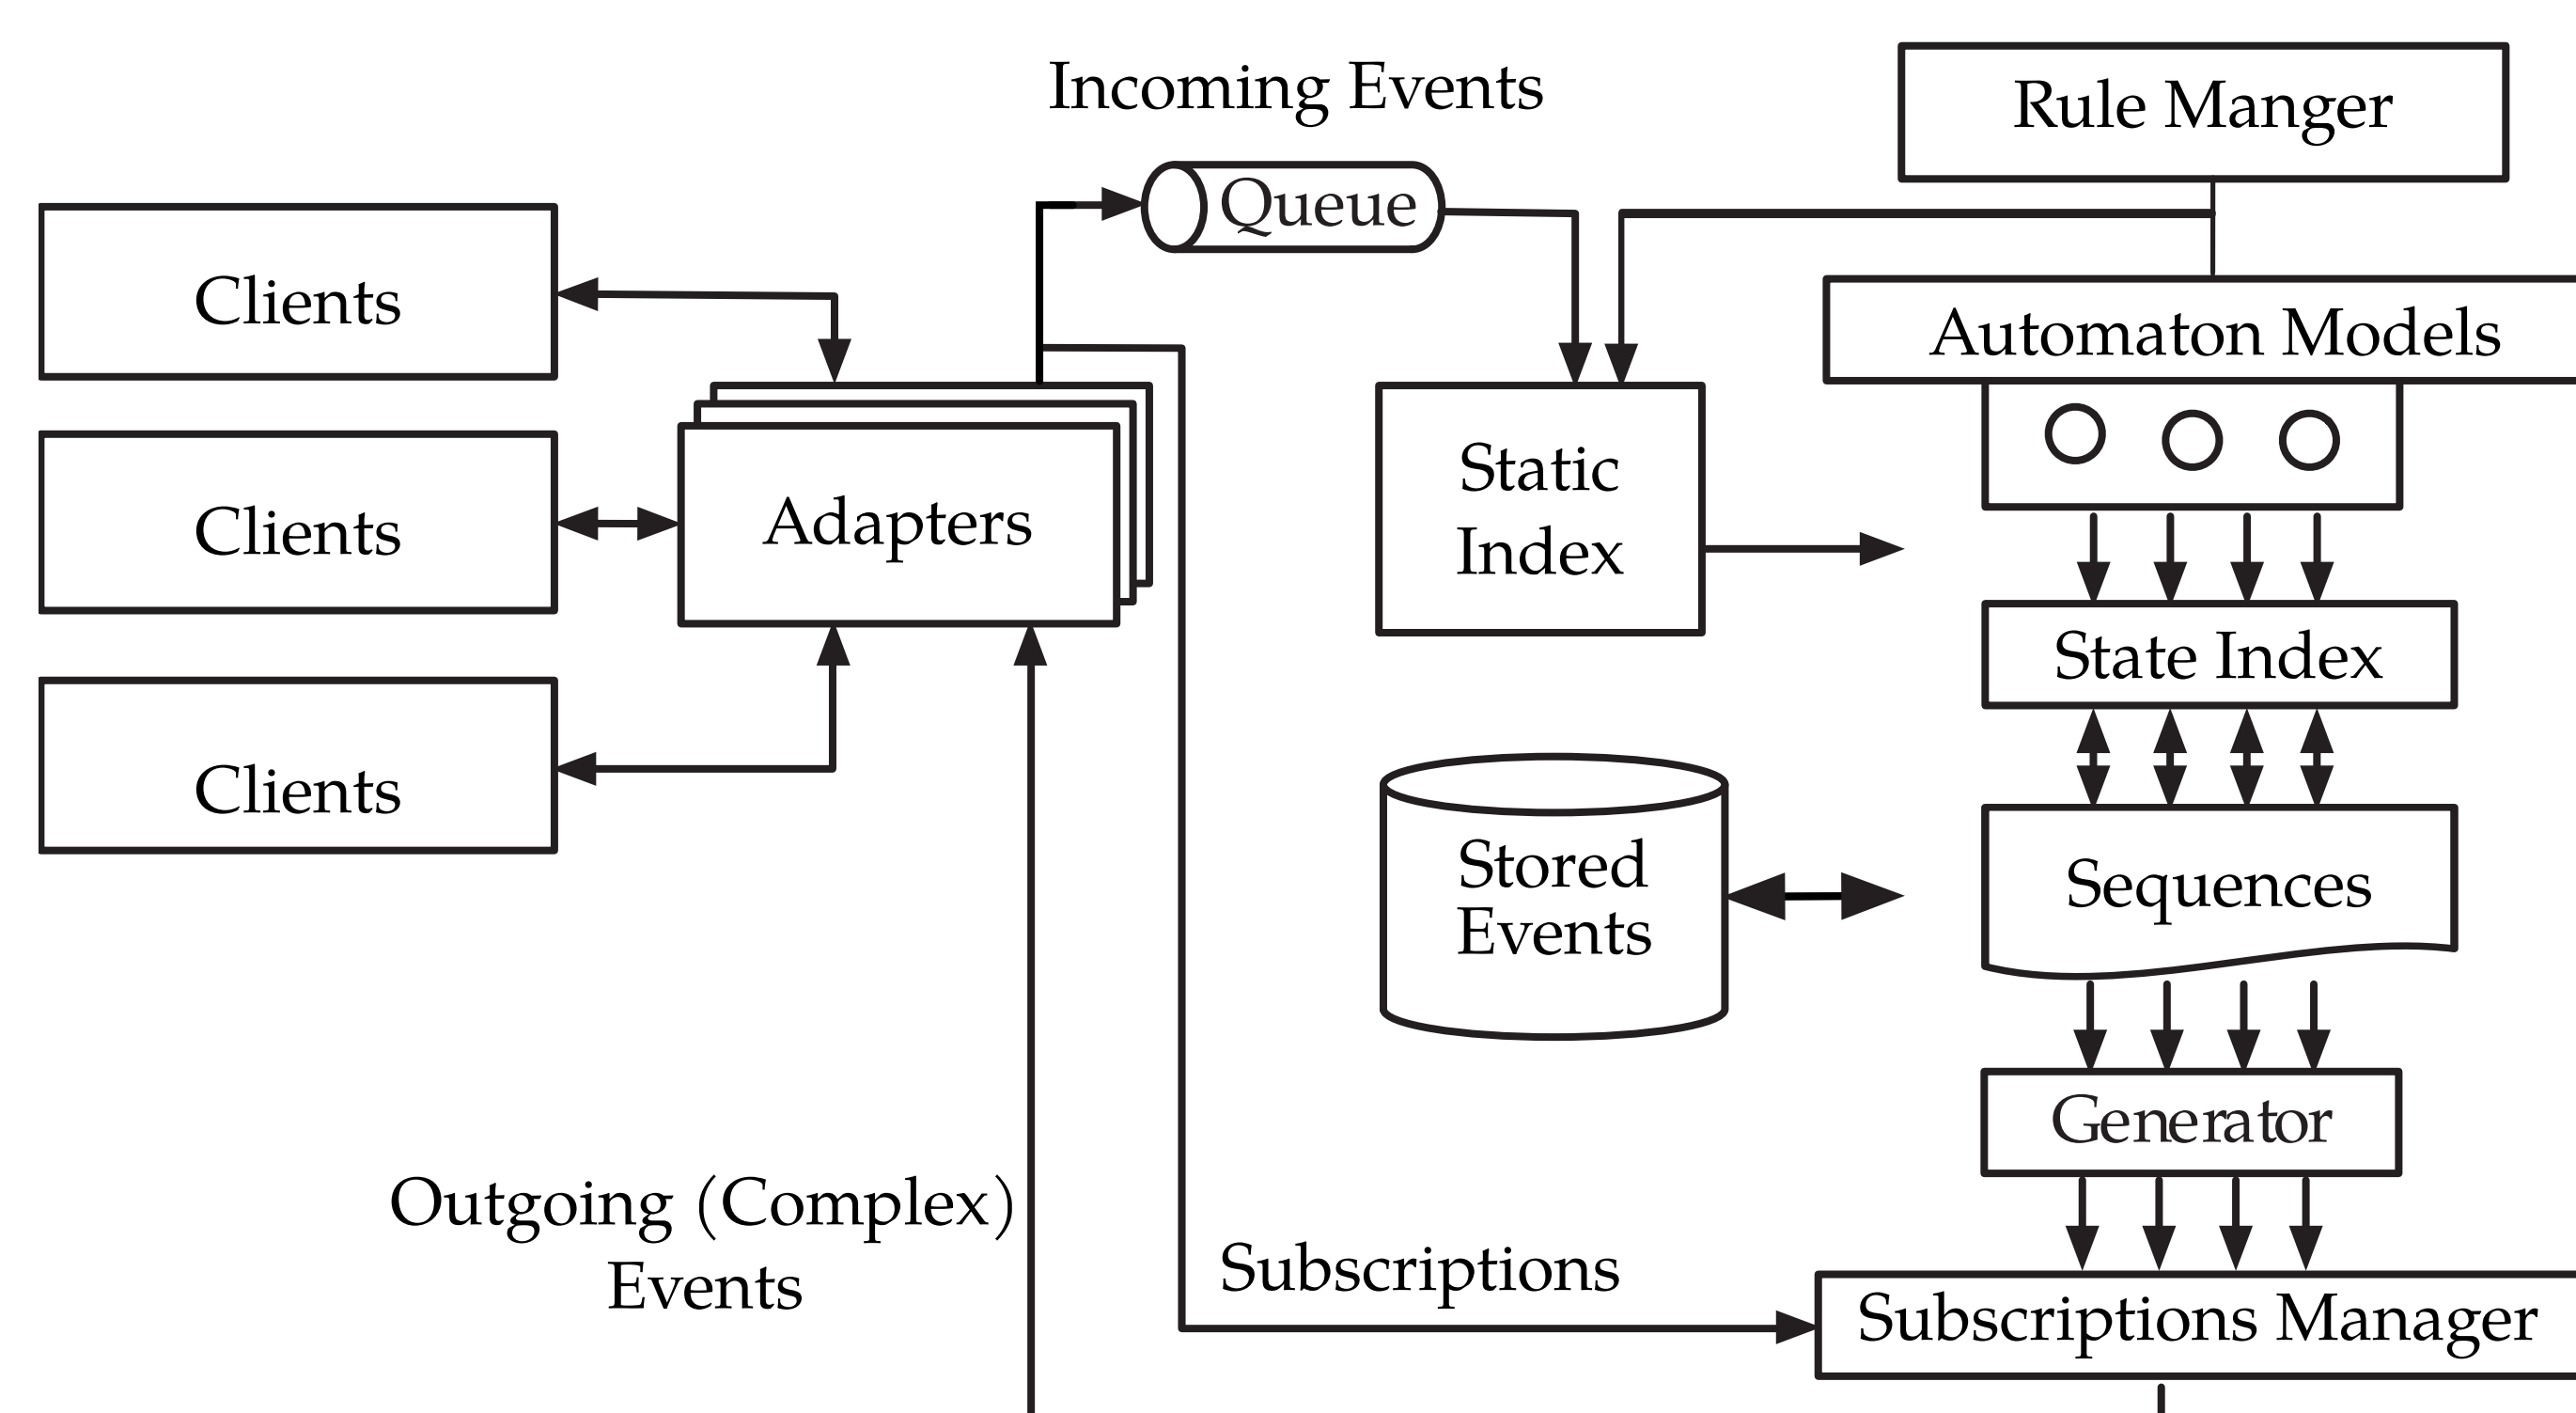 Incoming Events
Rule Manger
Queue
Clients
Automaton Models
Clients
Adapters
Static
Index
State Index
Clients
Stored
Events
Sequences
Generator
Outgoing (Complex)
Events
Subscriptions
Subscriptions Manager